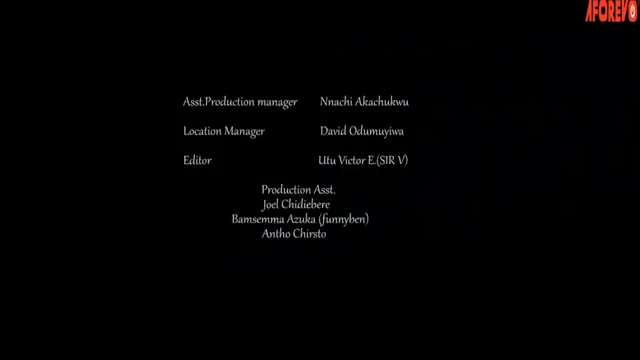 AFOREVO
Asst.Production manager Nnachi Akachukwu
Location Manager David Odumuyiwa
Editor Utu Victor E.(SIR V)
Production Asst.
Joel Chidiebere
Bamsemma Azuka (funnyben)
Antho Chirsto